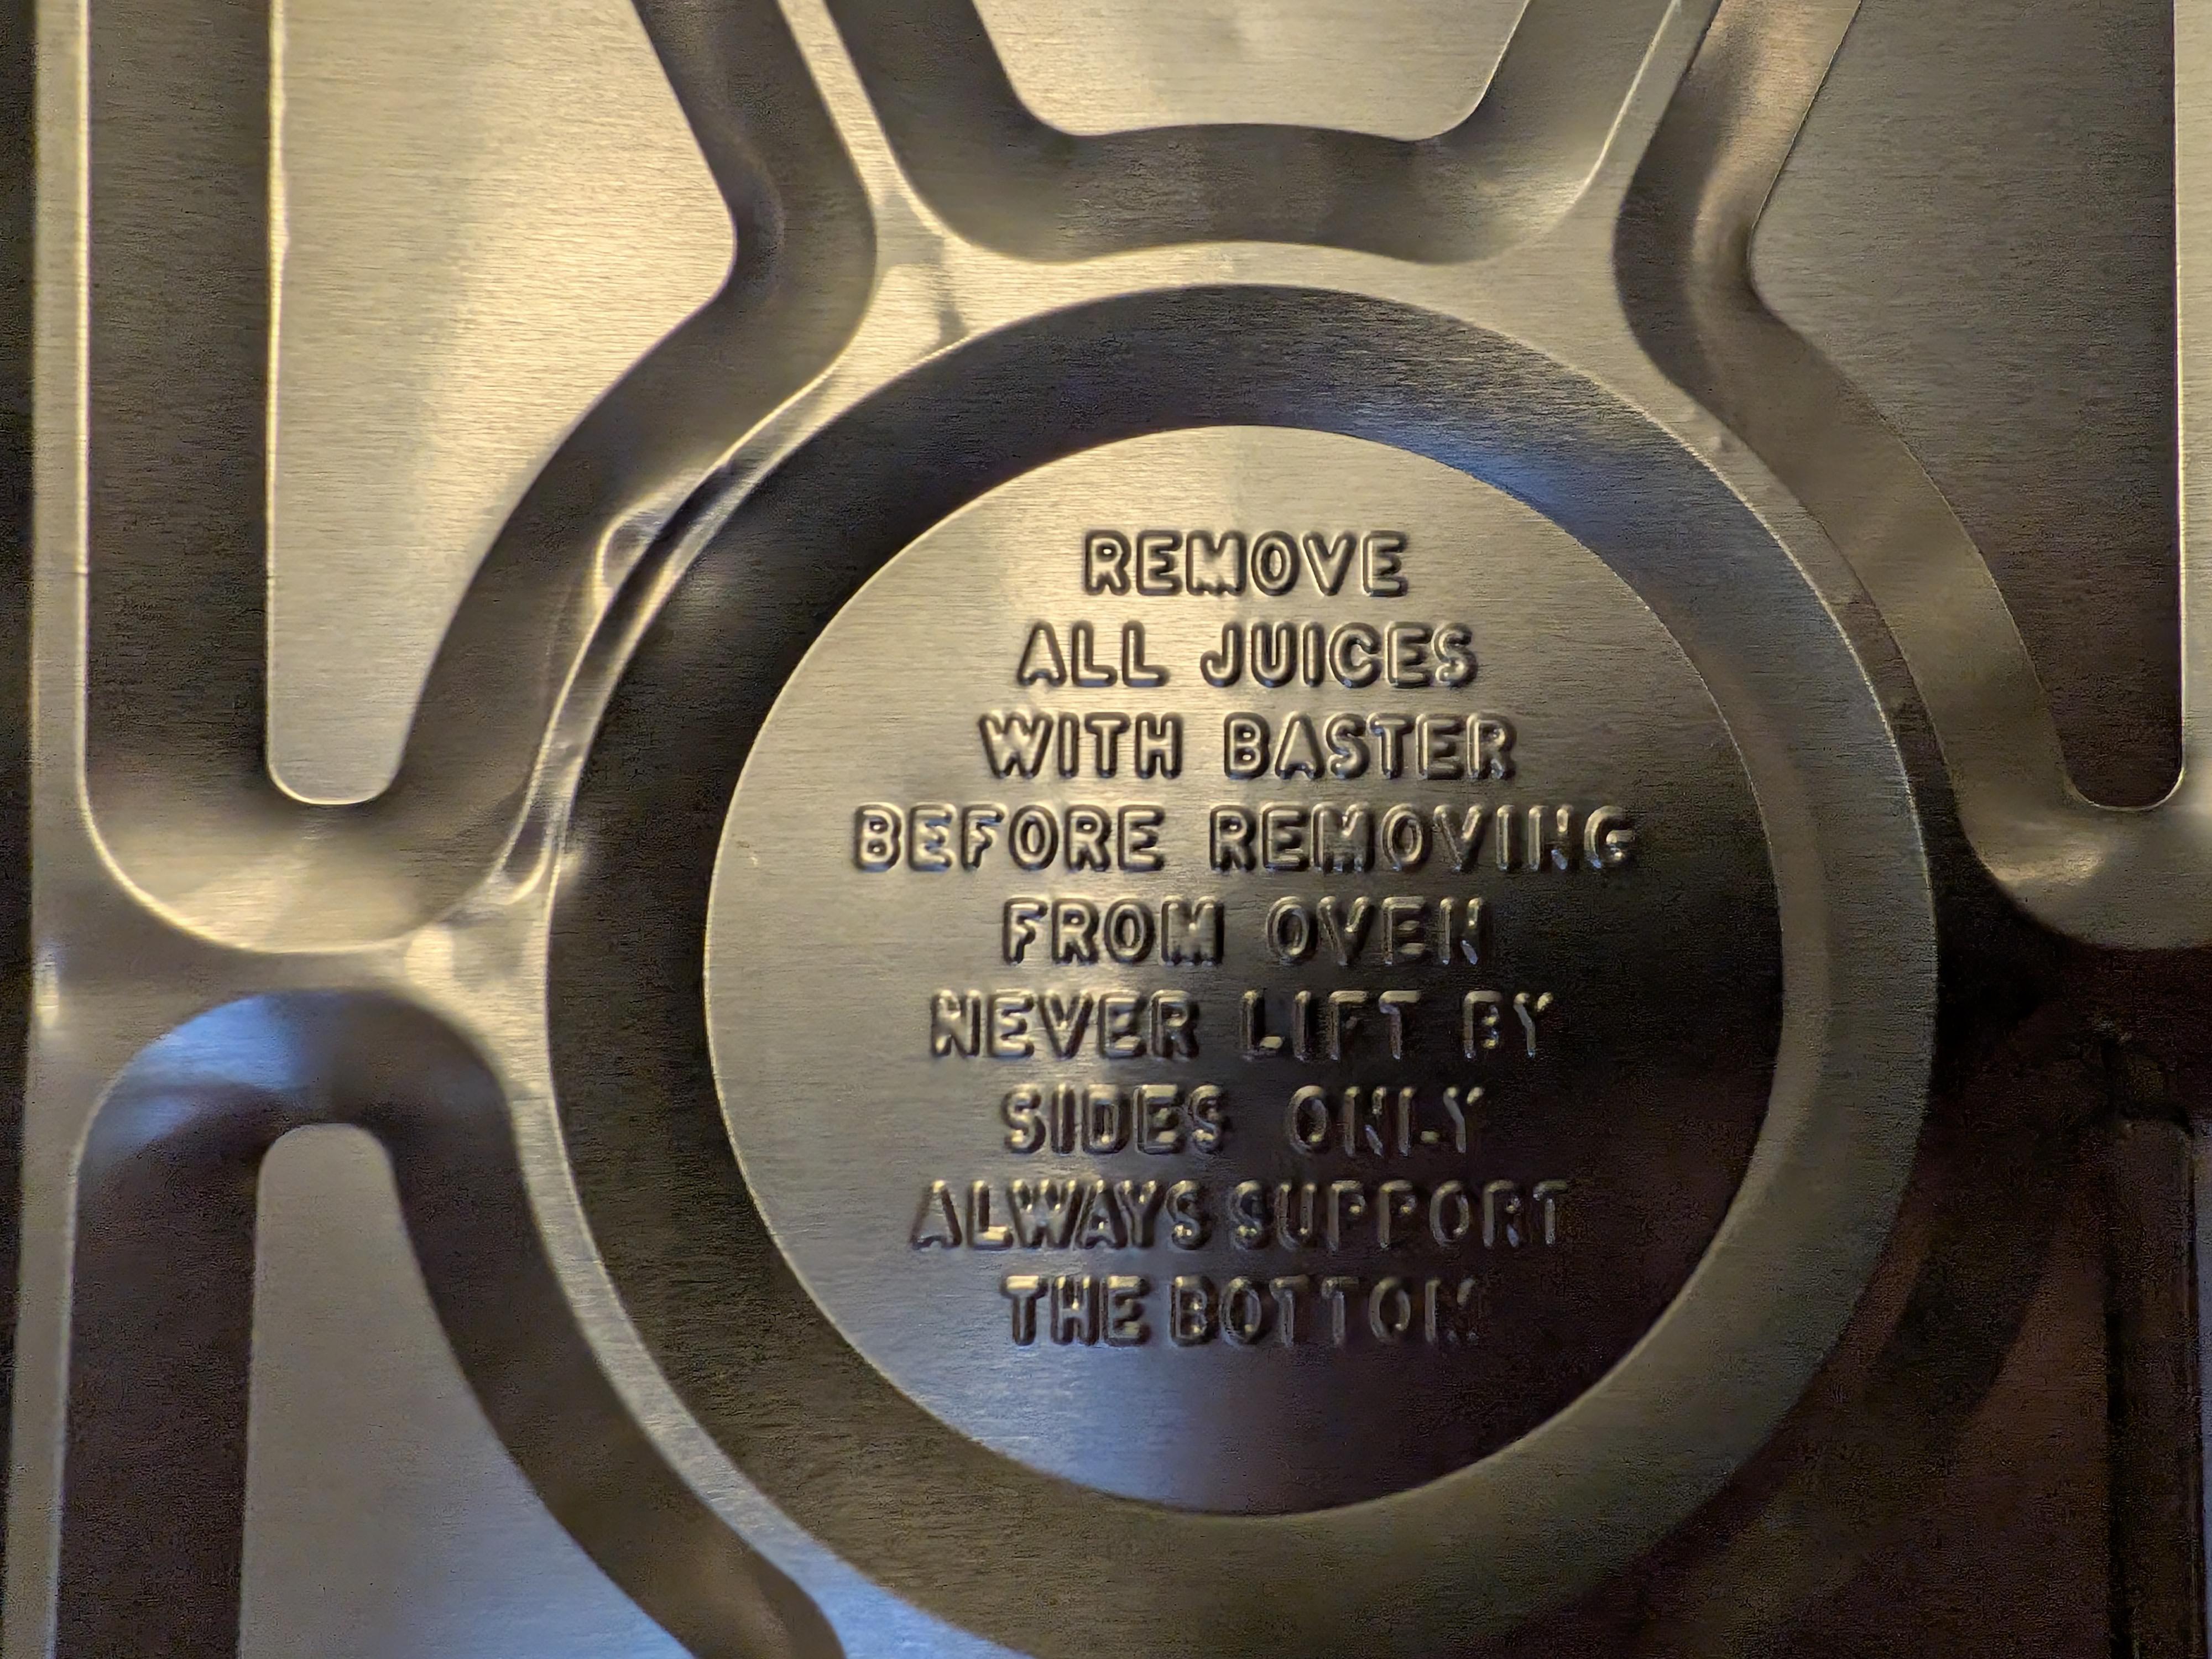 REMOVE
ALL JUICES
WITH BASTER
BEFORE REMOVING
FROM OVEN
NEVER LIFT BY
SIDES ONLY
ALWAYS SUPPORT
THE BOTTOM